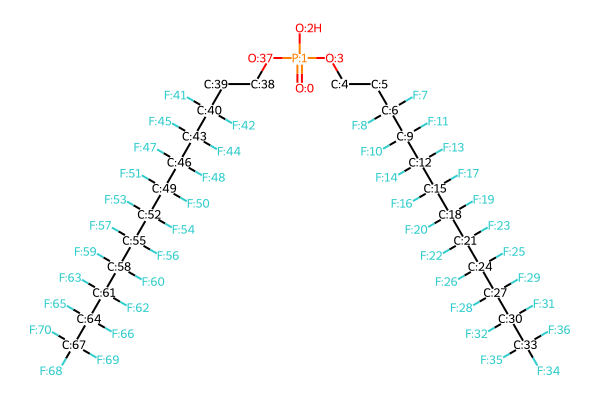 O:2H
O:37 P:1 O:3
O:0
C:39 C:38 C:4 C:5
F:41 F:7
C:40 C:6
F:45 F:42 F:8 F:11
C:43 C:9
F:47 F:44 F:10 F:13
C:46 C:12
F:51 F:48 F:14 F:17
C:49 C:15
F:53 F:50 F:16 F:19
C:52 C:18
F:57 F:54 F:20 F:23
C:55 C:21
F:59 F:56 F:22 F:25
C:58 C:24
F:63 F:60 F:26 F:29
C:61 C:27
F:65 F:62 F:28 F:31
C:64 C:30
F:70 F:66 F:32 F:36
C:67 C:33
F:69 F:35
F:68 F:34